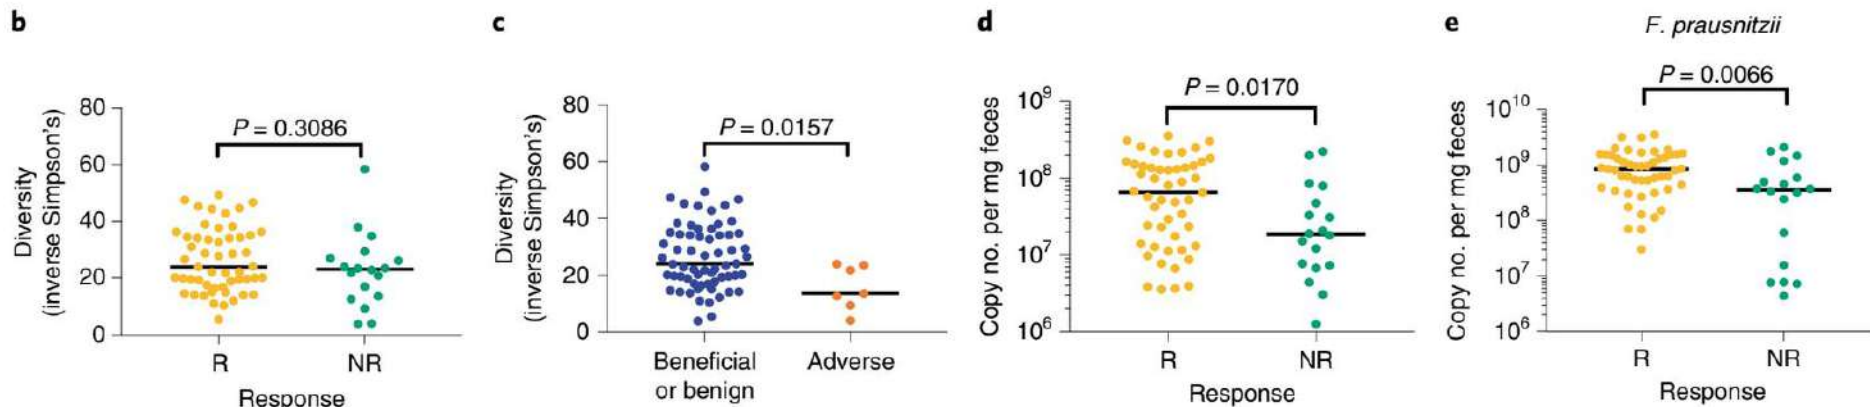 b
Diversity
(inverse Simpson's)
80
60
40
20
0
P = 0.3086
R
NR
Response
c
Diversity
(inverse Simpson's)
80
60
40
20
0
P = 0.0157
Beneficial
or benign
Adverse
d
Copy no. per mg feces
10⁹
10⁸
10⁷
10⁶
P = 0.0170
R
NR
Response
e
F. prausnitzii
Copy no. per mg feces
10¹⁰
10⁹
10⁸
10⁷
10⁶
P = 0.0066
R
NR
Response